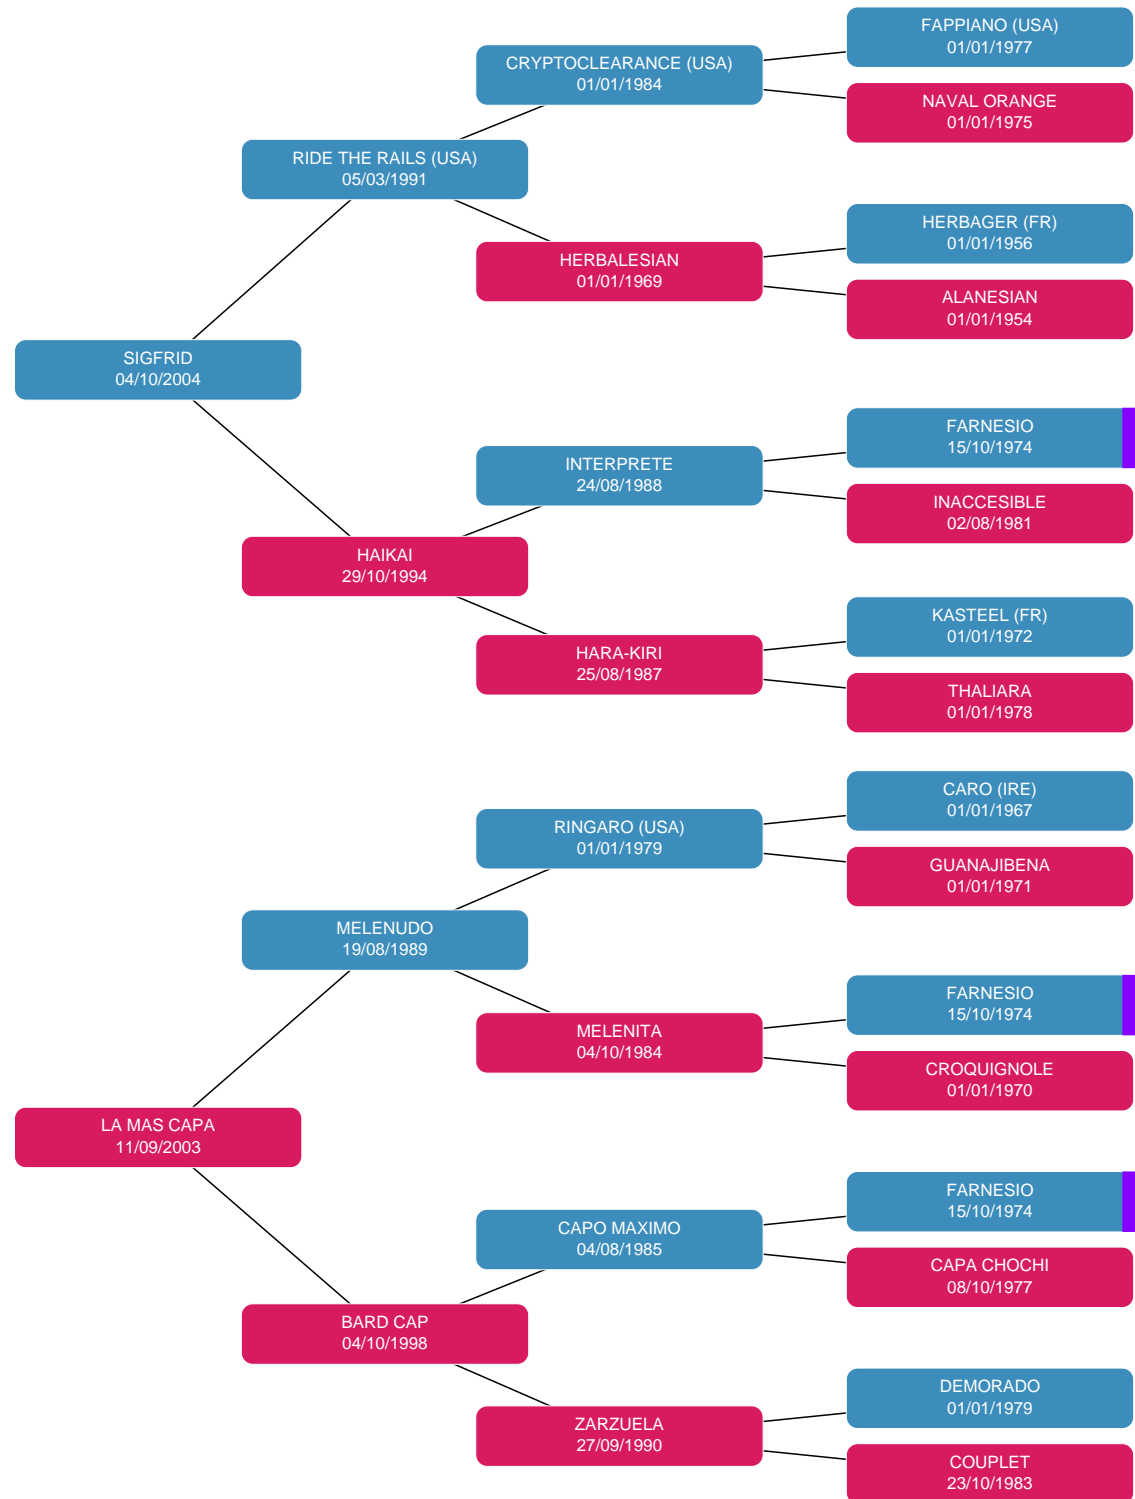 FAPPIANO (USA)
01/01/1977
CRYPTOCLEARANCE (USA)
01/01/1984
NAVAL ORANGE
01/01/1975
RIDE THE RAILS (USA)
05/03/1991
HERBAGER (FR)
01/01/1956
HERBALESIAN
01/01/1969
ALANESIAN
01/01/1954
SIGFRID
04/10/2004
FARNESIO
15/10/1974
INTERPRETE
24/08/1988
INACCESIBLE
02/08/1981
HAIKAI
29/10/1994
KASTEEL (FR)
01/01/1972
HARA-KIRI
25/08/1987
THALIARA
01/01/1978
CARO (IRE)
01/01/1967
RINGARO (USA)
01/01/1979
GUANAJIBENA
01/01/1971
MELENUDO
19/08/1989
FARNESIO
15/10/1974
MELENITA
04/10/1984
CROQUIGNOLE
01/01/1970
LA MAS CAPA
11/09/2003
FARNESIO
15/10/1974
CAPO MAXIMO
04/08/1985
CAPA CHOCHI
08/10/1977
BARD CAP
04/10/1998
DEMORADO
01/01/1979
ZARZUELA
27/09/1990
COUPLET
23/10/1983